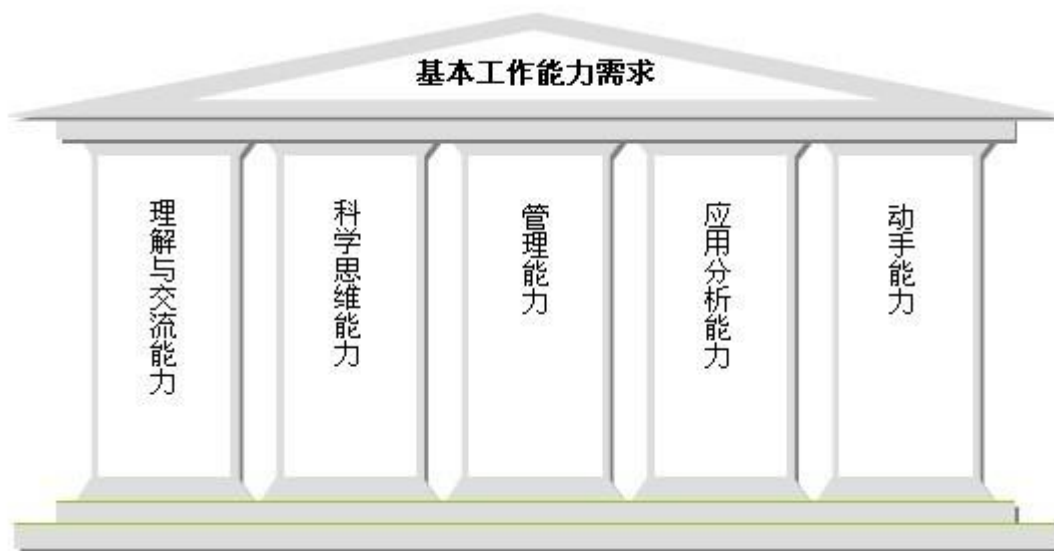 基本工作能力需求
理解与交流能力
科学思维能力
管理能力
应用分析能力
动手能力